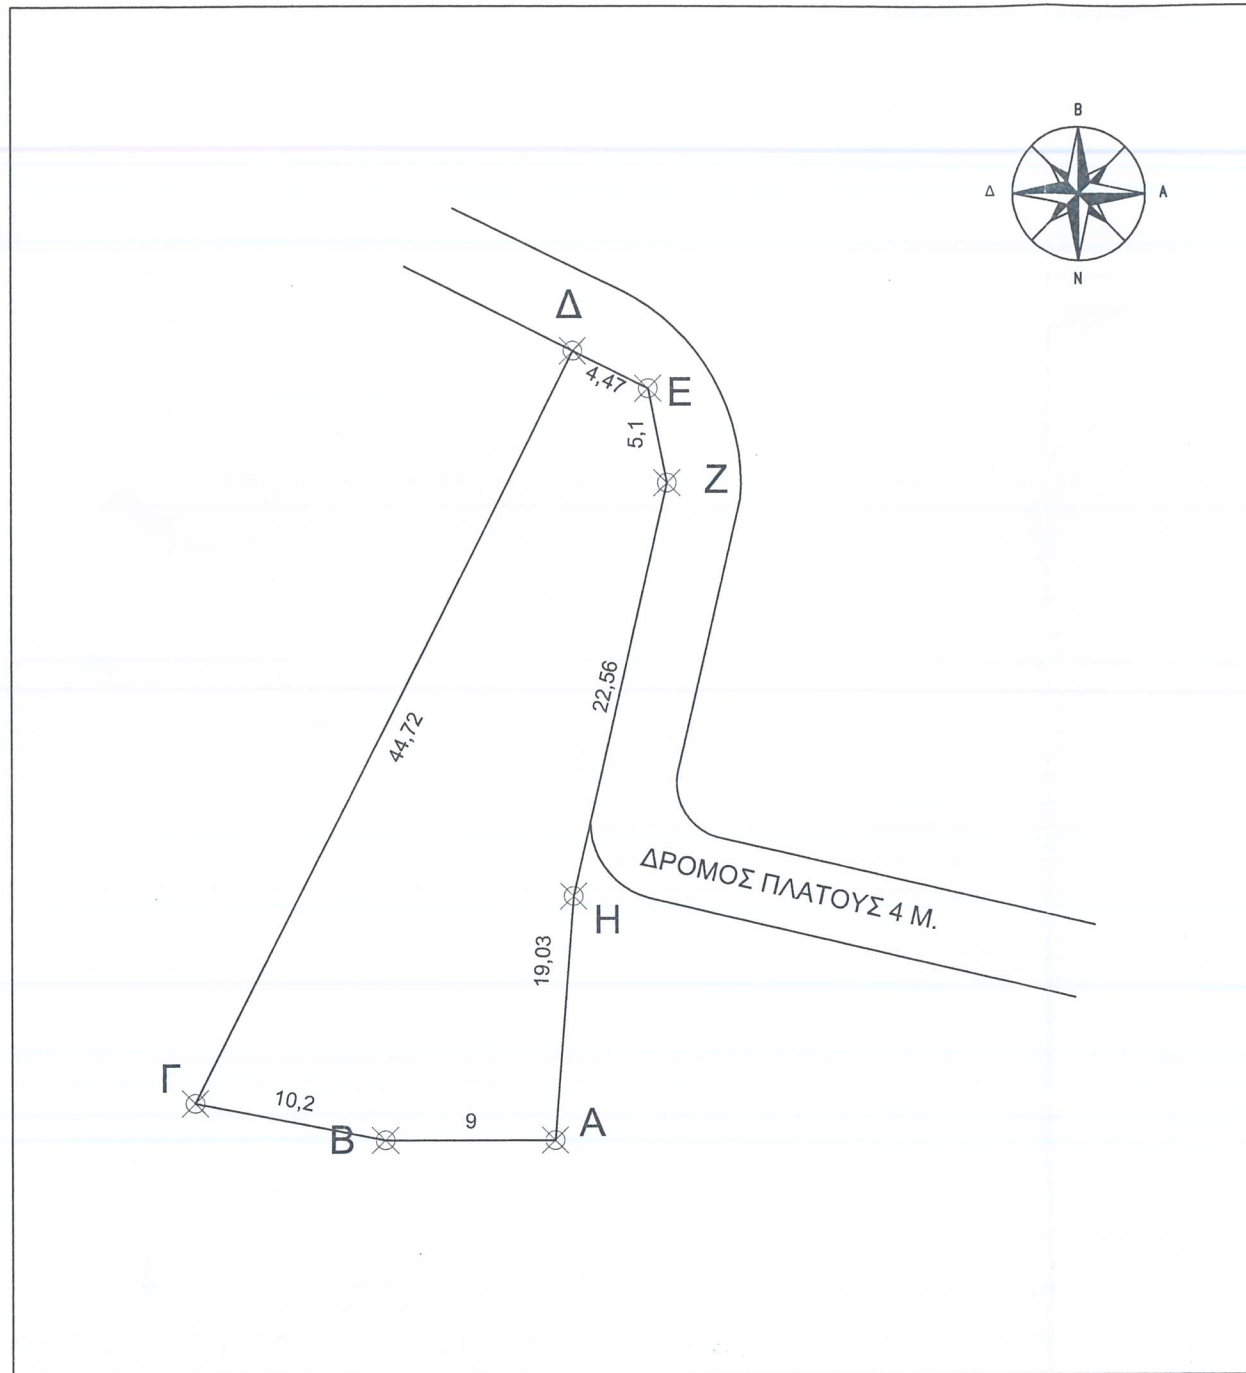 Β
Δ
Α
Ν
Δ
4,47
Ε
5,1
Ζ
22,56
44,72
ΔΡΟΜΟΣ ΠΛΑΤΟΥΣ 4 Μ.
Η
19,03
Γ
10,2
Β
9
Α